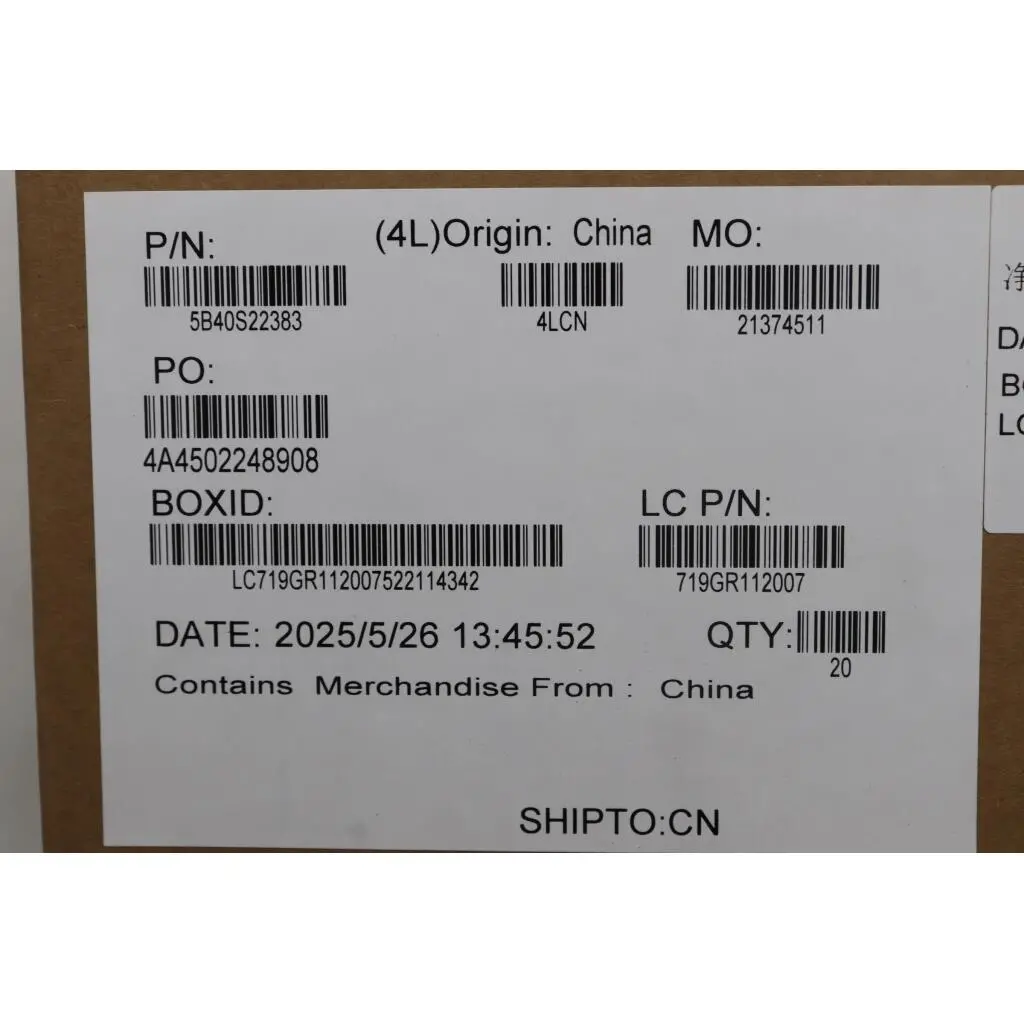 P/N: (4L)Origin: China MO:
5B40S22383 4LCN 21374511
PO:
4A4502248908
BOXID: LC P/N:
LC719GR112007522114342 719GR112007
DATE: 2025/5/26 13:45:52 QTY:
20
Contains Merchandise From : China
SHIPTO:CN
净